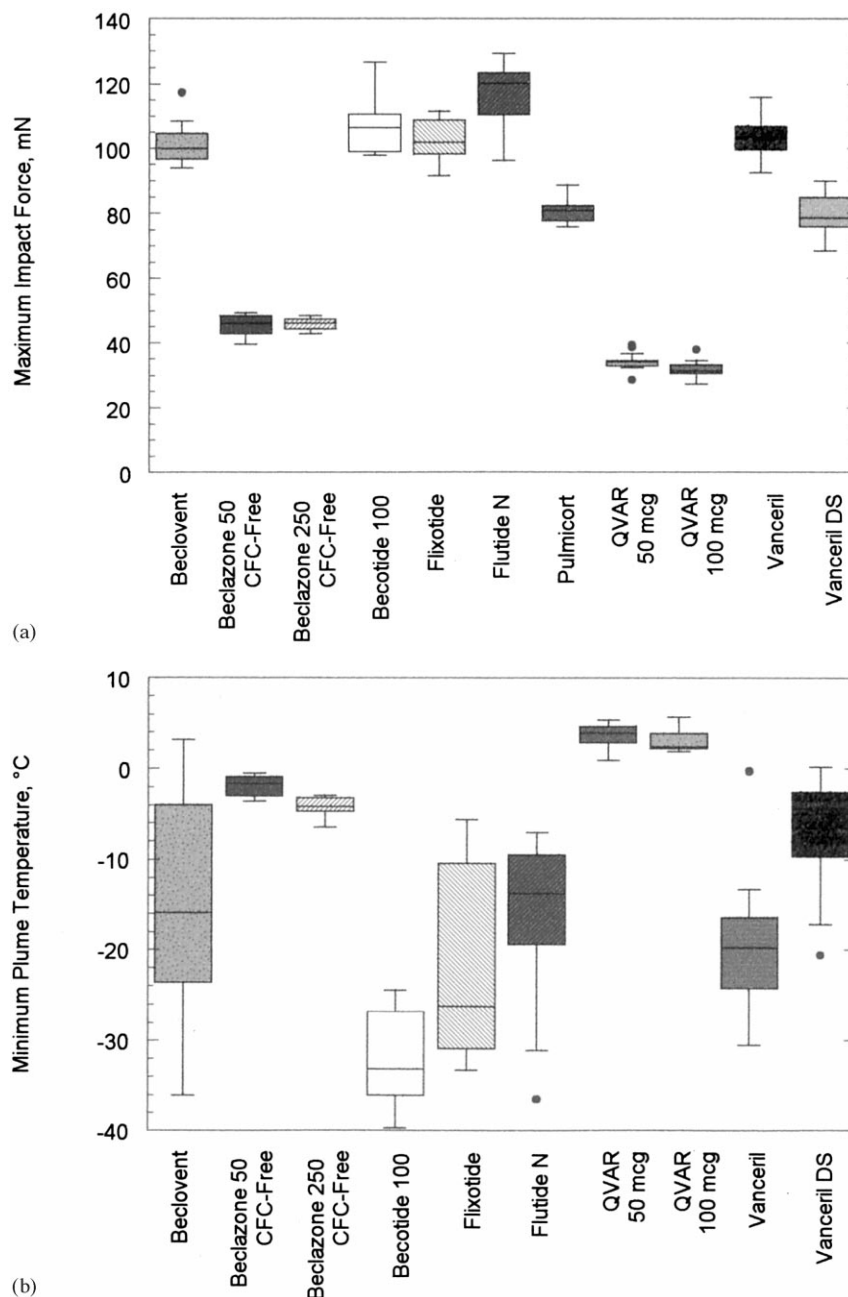 140
120
100
80
60
40
20
0
Maximum Impact Force, mN
Beclovent
Beclazone 50
CFC-Free
Beclazone 250
CFC-Free
Becotide 100
Flixotide
Flutide N
Pulmicort
QVAR
50 mcg
QVAR
100 mcg
Vanceril
Vanceril DS
(a)
10
0
-10
-20
-30
-40
Minimum Plume Temperature, °C
Beclovent
Beclazone 50
CFC-Free
Beclazone 250
CFC-Free
Becotide 100
Flixotide
Flutide N
QVAR
50 mcg
QVAR
100 mcg
Vanceril
Vanceril DS
(b)